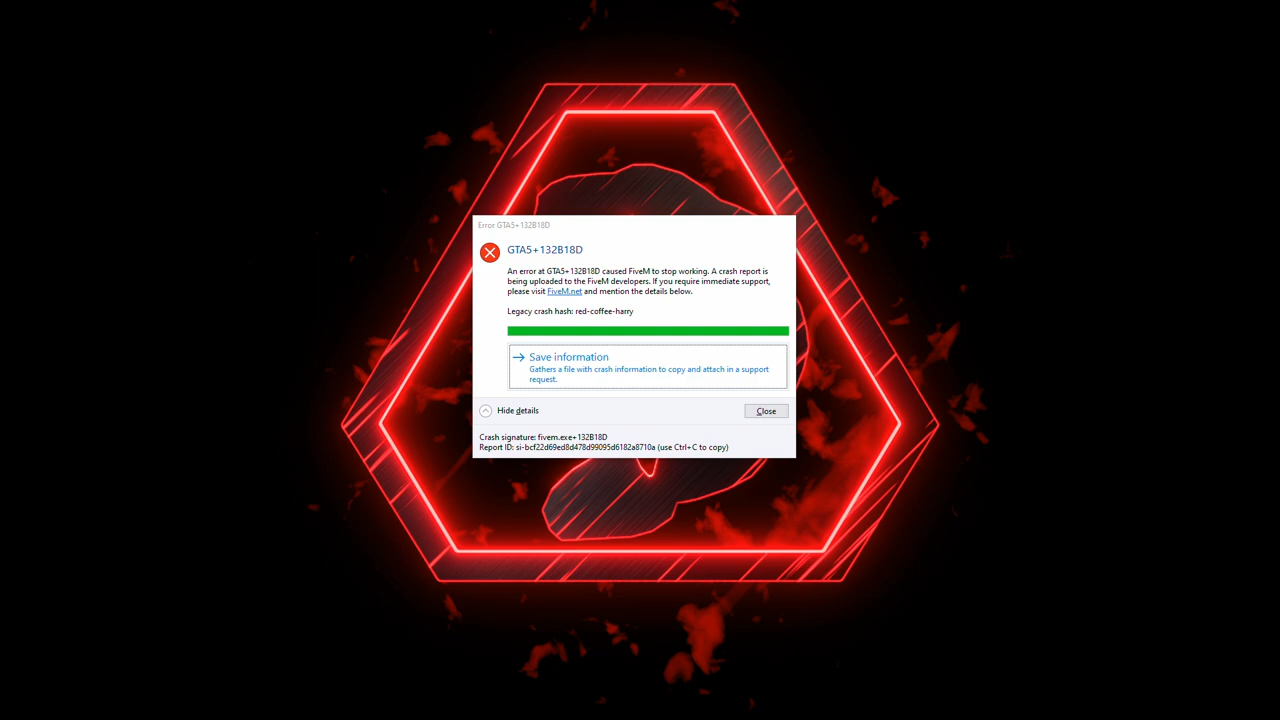 Error GTA5+132B18D
GTA5+132B18D
An error at GTA5+132B18D caused FiveM to stop working. A crash report is
being uploaded to the FiveM developers. If you require immediate support,
please visit FiveM.net and mention the details below.
Legacy crash hash: red-coffee-harry
Save information
Gathers a file with crash information to copy and attach in a support
request.
Hide details
Close
Crash signature: fivem.exe+132B18D
Report ID: si-bcf22d69ed8d478d99095d6182a8710a (use Ctrl+C to copy)